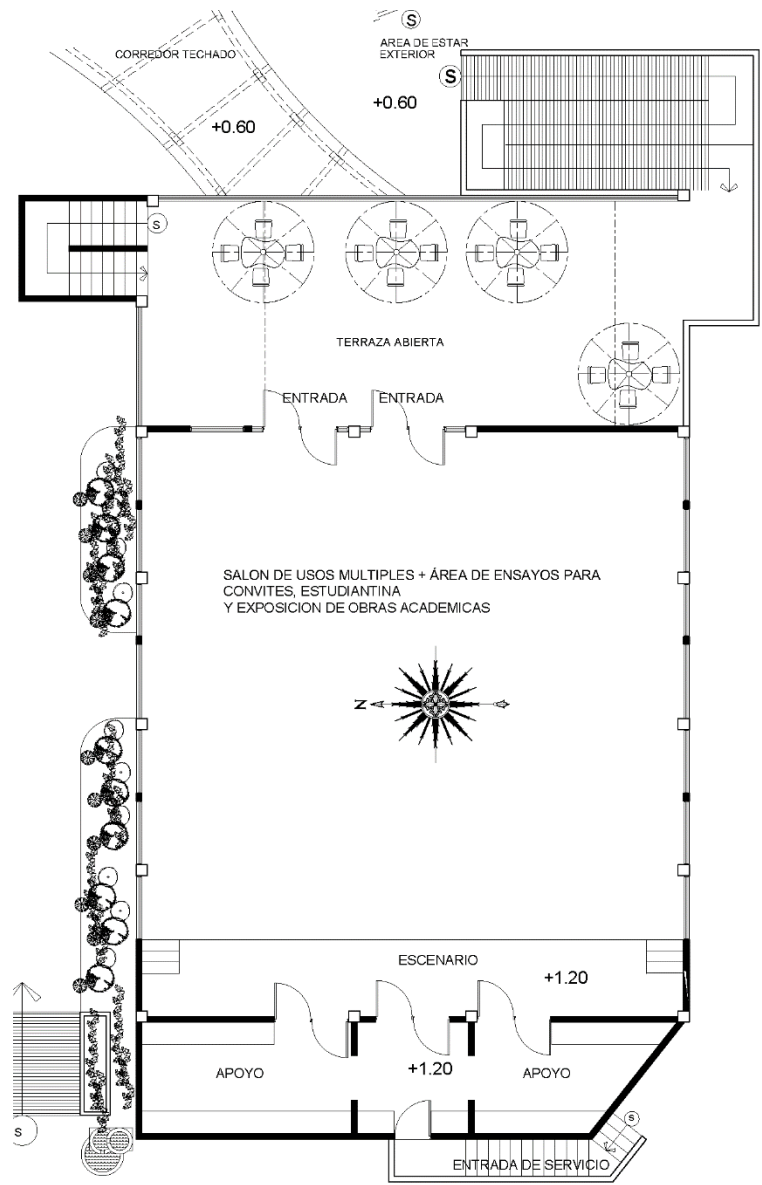 S
CORREDOR TECHADO
AREA DE ESTAR
EXTERIOR
S
+0.60
+0.60
S
TERRAZA ABIERTA
ENTRADA
ENTRADA
SALON DE USOS MULTIPLES + ÁREA DE ENSAYOS PARA
CONVITES, ESTUDIANTINA
Y EXPOSICION DE OBRAS ACADEMICAS
N
ESCENARIO
+1.20
APOYO
+1.20
APOYO
S
S
ENTRADA DE SERVICIO